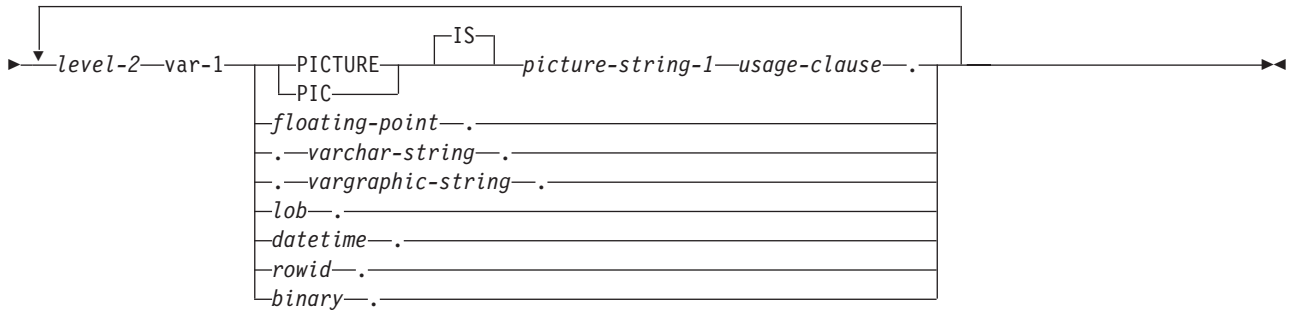 IS
level-2 var-1 PICTURE picture-string-1 usage-clause .
PIC
floating-point .
. varchar-string .
. vargraphic-string .
lob .
datetime .
rowid .
binary .